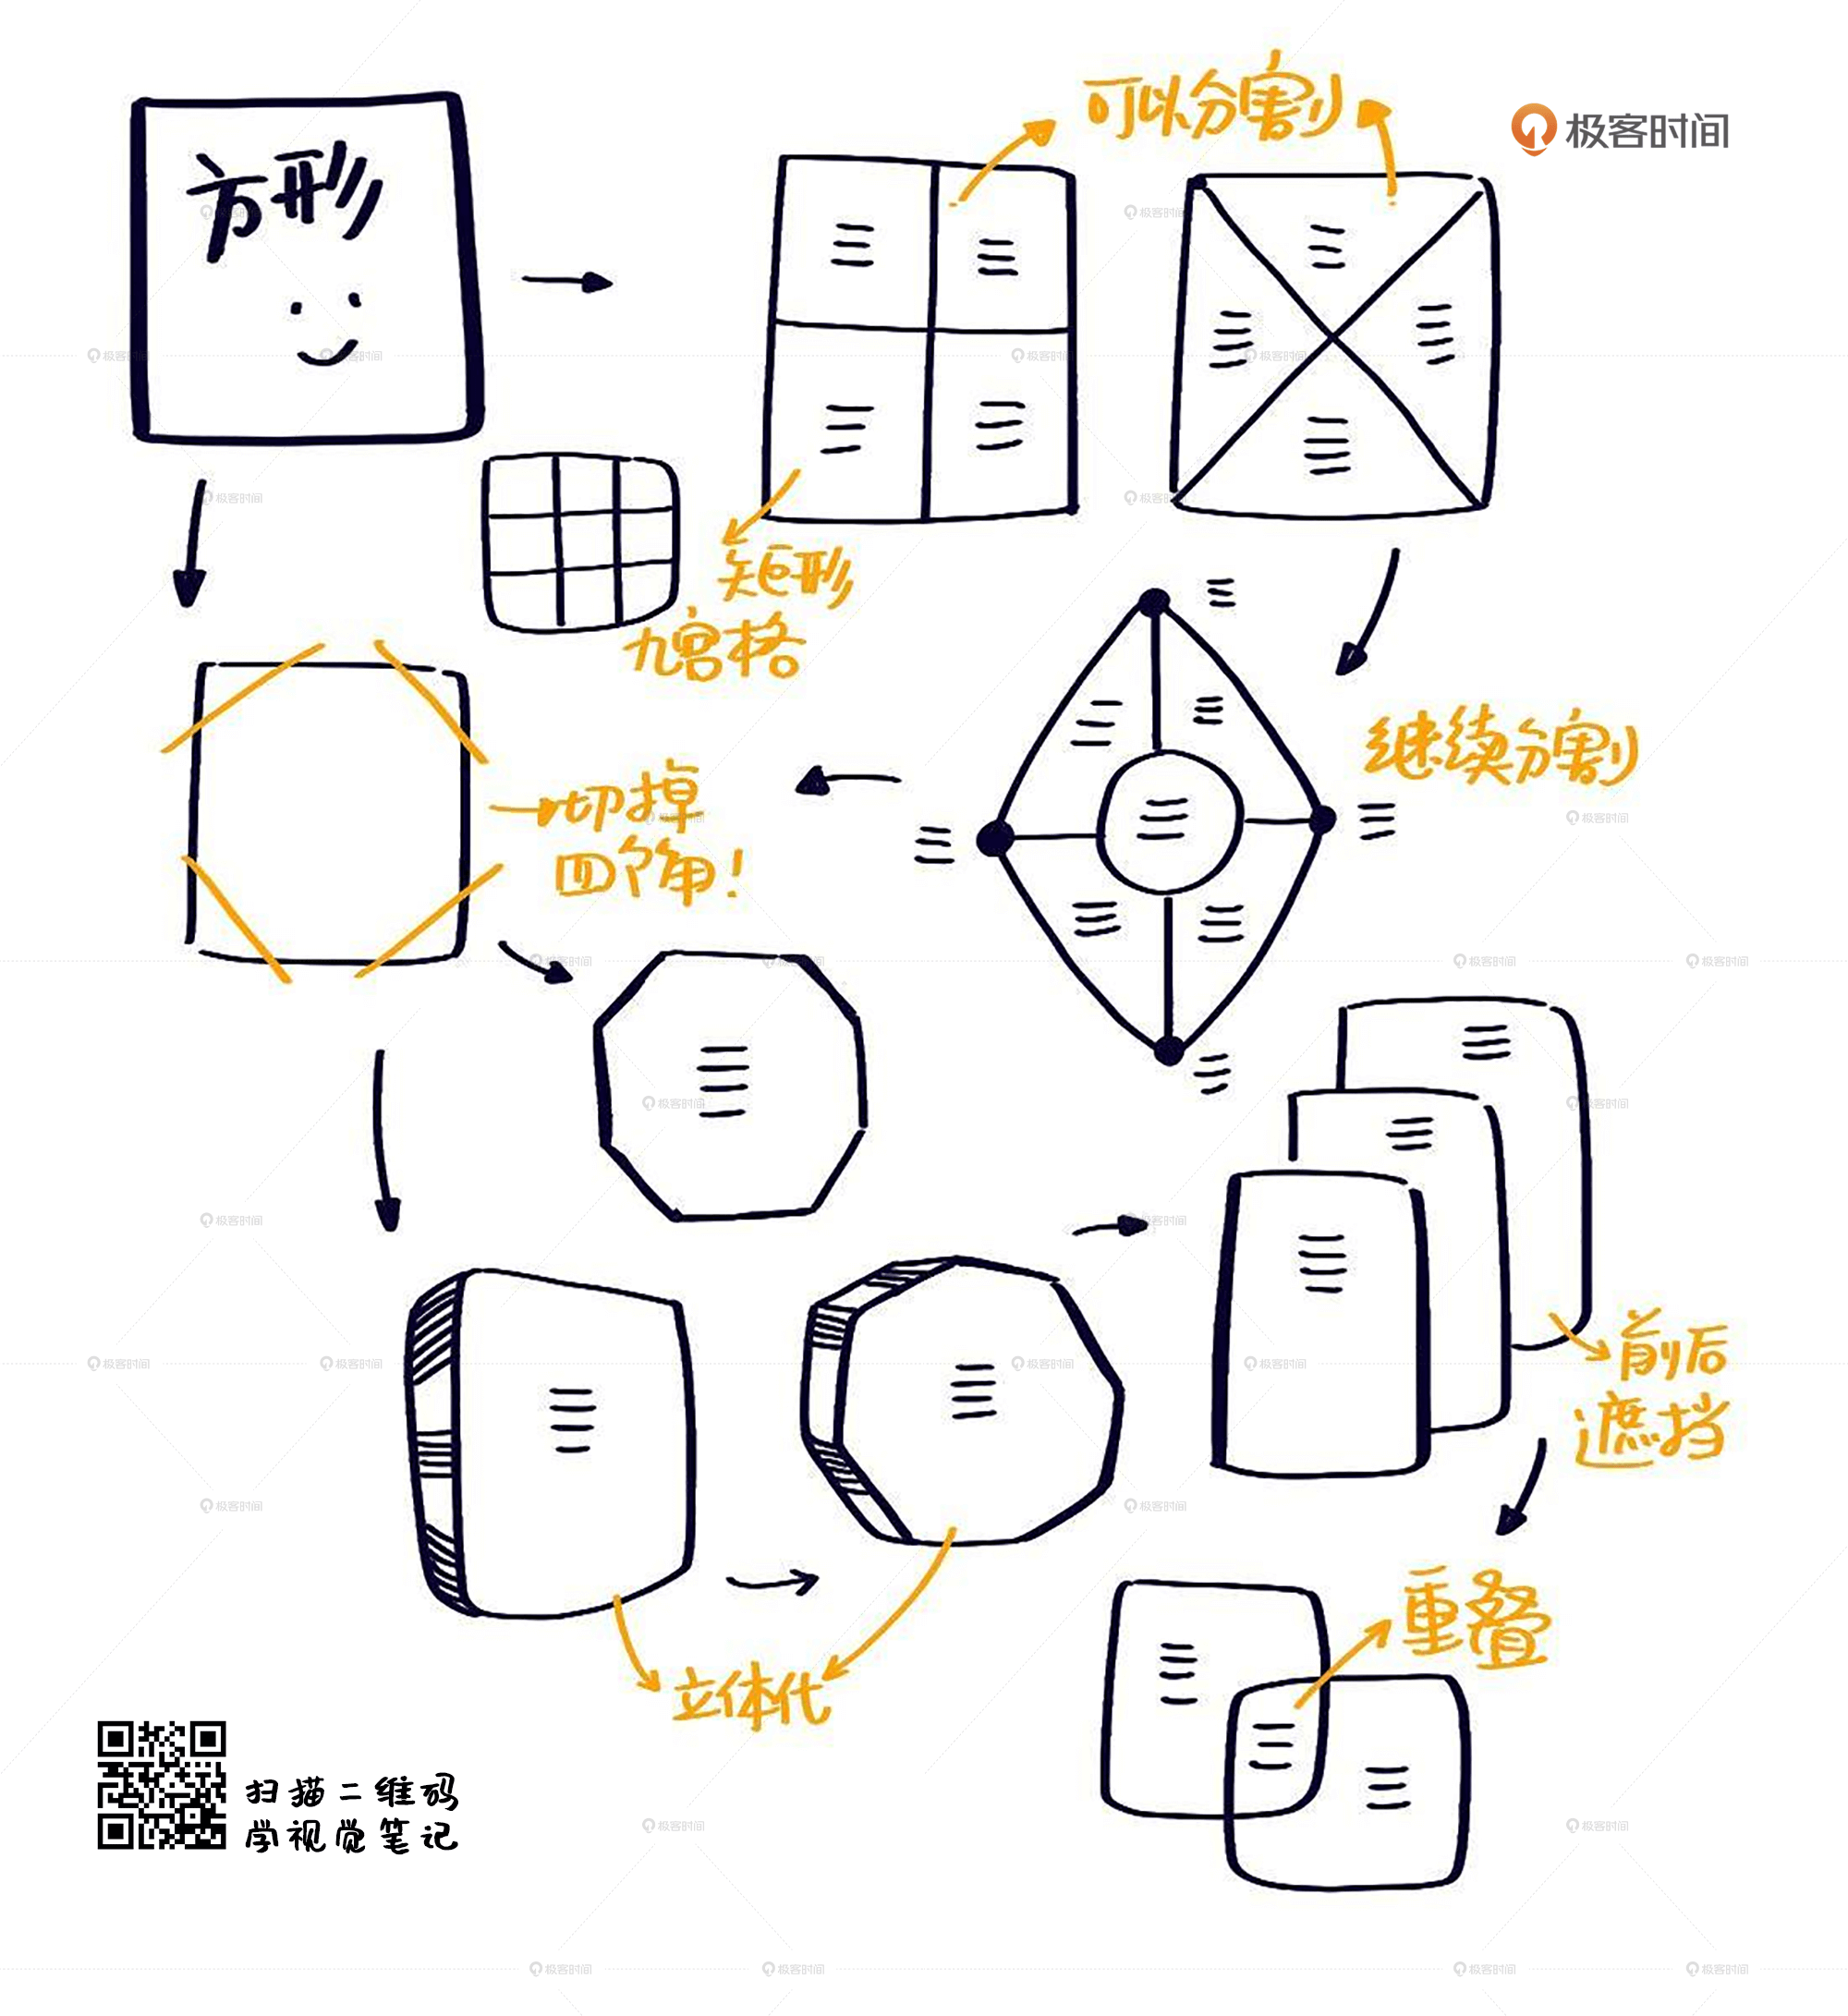 可以分割
极客时间
方形
矩形
九宫格
继续分割
切掉
四个角！
前后
遮挡
重叠
立体代
扫描二维码
学视觉笔记